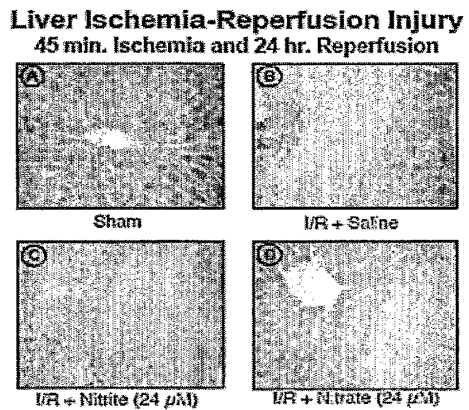 Liver Ischemia-Reperfusion Injury
45 min. Ischemia and 24 hr. Reperfusion
A
B
Sham
I/R + Saline
C
D
I/R + Nitrite (24 µM)
I/R + Nitrate (24 µM)